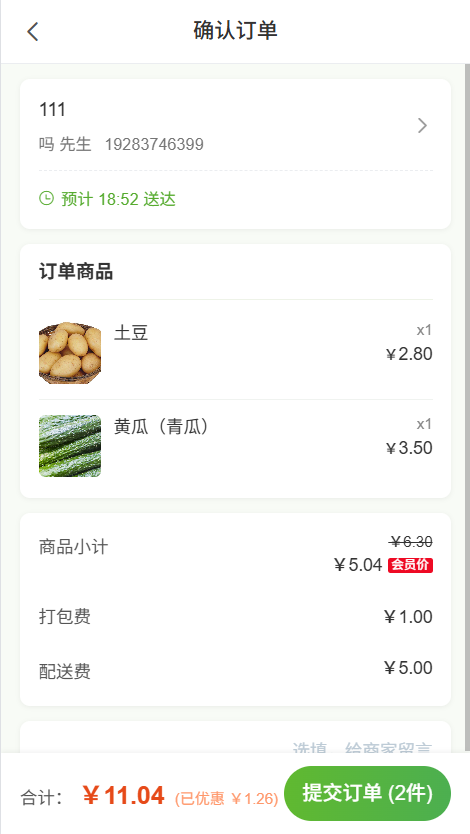 确认订单
111
吗 先生 19283746399
预计 18:52 送达
订单商品
土豆
x1
￥2.80
黄瓜（青瓜）
x1
￥3.50
商品小计
￥6.30
￥5.04 会员价
打包费
￥1.00
配送费
￥5.00
选填，给商家留言
合计： ￥11.04 (已优惠 ￥1.26) 提交订单 (2件)